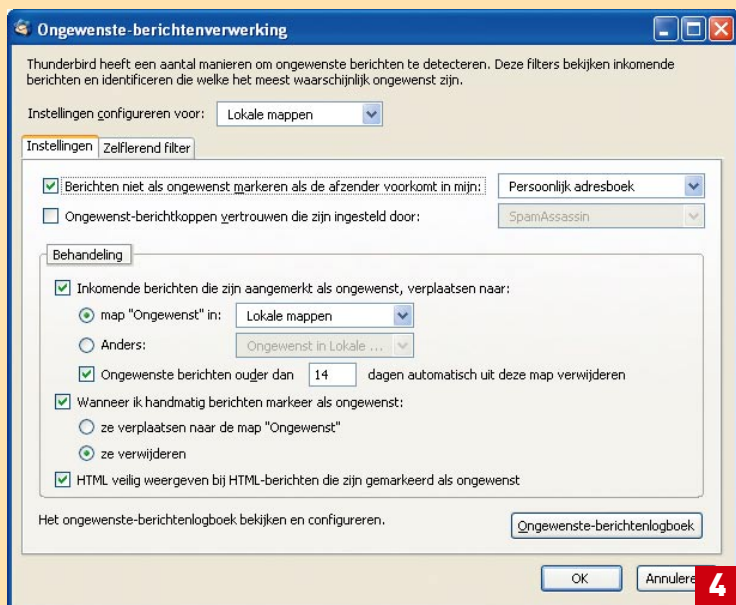 Ongewenste-berichtenverwerking
Thunderbird heeft een aantal manieren om ongewenste berichten te detecteren. Deze filters bekijken inkomende
berichten en identificeren die welke het meest waarschijnlijk ongewenst zijn.
Instellingen configureren voor: Lokale mappen
Instellingen Zelflerend filter
Berichten niet als ongewenst markeren als de afzender voorkomt in mijn: Persoonlijk adresboek
Ongewenst-berichtkoppen vertrouwen die zijn ingesteld door: SpamAssassin
Behandeling
Inkomende berichten die zijn aangemerkt als ongewenst, verplaatsen naar:
map "Ongewenst" in: Lokale mappen
Anders: Ongewenst in Lokale ...
Ongewenste berichten ouder dan 14 dagen automatisch uit deze map verwijderen
Wanneer ik handmatig berichten markeer als ongewenst:
ze verplaatsen naar de map "Ongewenst"
ze verwijderen
HTML veilig weergeven bij HTML-berichten die zijn gemarkeerd als ongewenst
Het ongewenste-berichtenlogboek bekijken en configureren. Ongewenste-berichtenlogboek
OK Annulere
4